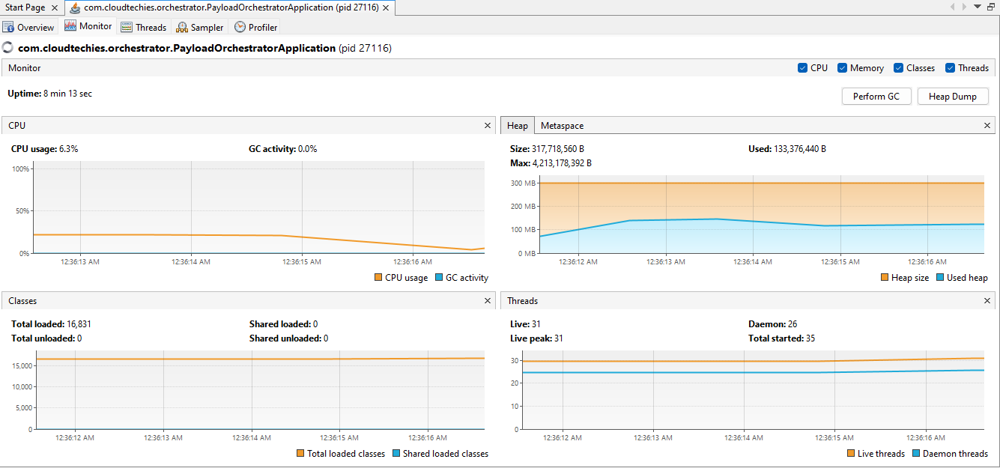 Start Page
com.cloudtechies.orchestrator.PayloadOrchestratorApplication (pid 27116)
Overview
Monitor
Threads
Sampler
Profiler
com.cloudtechies.orchestrator.PayloadOrchestratorApplication (pid 27116)
Monitor
CPU
Memory
Classes
Threads
Uptime: 8 min 13 sec
Perform GC
Heap Dump
CPU
CPU usage: 6.3%
GC activity: 0.0%
100%
50%
0%
12:36:13 AM
12:36:14 AM
12:36:15 AM
12:36:16 AM
CPU usage
GC activity
Heap
Metaspace
Size: 317,718,560 B
Used: 133,376,440 B
Max: 4,213,178,392 B
300 MB
200 MB
100 MB
0 MB
12:36:12 AM
12:36:13 AM
12:36:14 AM
12:36:15 AM
12:36:16 AM
Heap size
Used heap
Classes
Total loaded: 16,831
Shared loaded: 0
Total unloaded: 0
Shared unloaded: 0
15,000
10,000
5,000
0
12:36:12 AM
12:36:13 AM
12:36:14 AM
12:36:15 AM
12:36:16 AM
Total loaded classes
Shared loaded classes
Threads
Live: 31
Daemon: 26
Live peak: 31
Total started: 35
30
20
10
0
12:36:12 AM
12:36:13 AM
12:36:14 AM
12:36:15 AM
12:36:16 AM
Live threads
Daemon threads